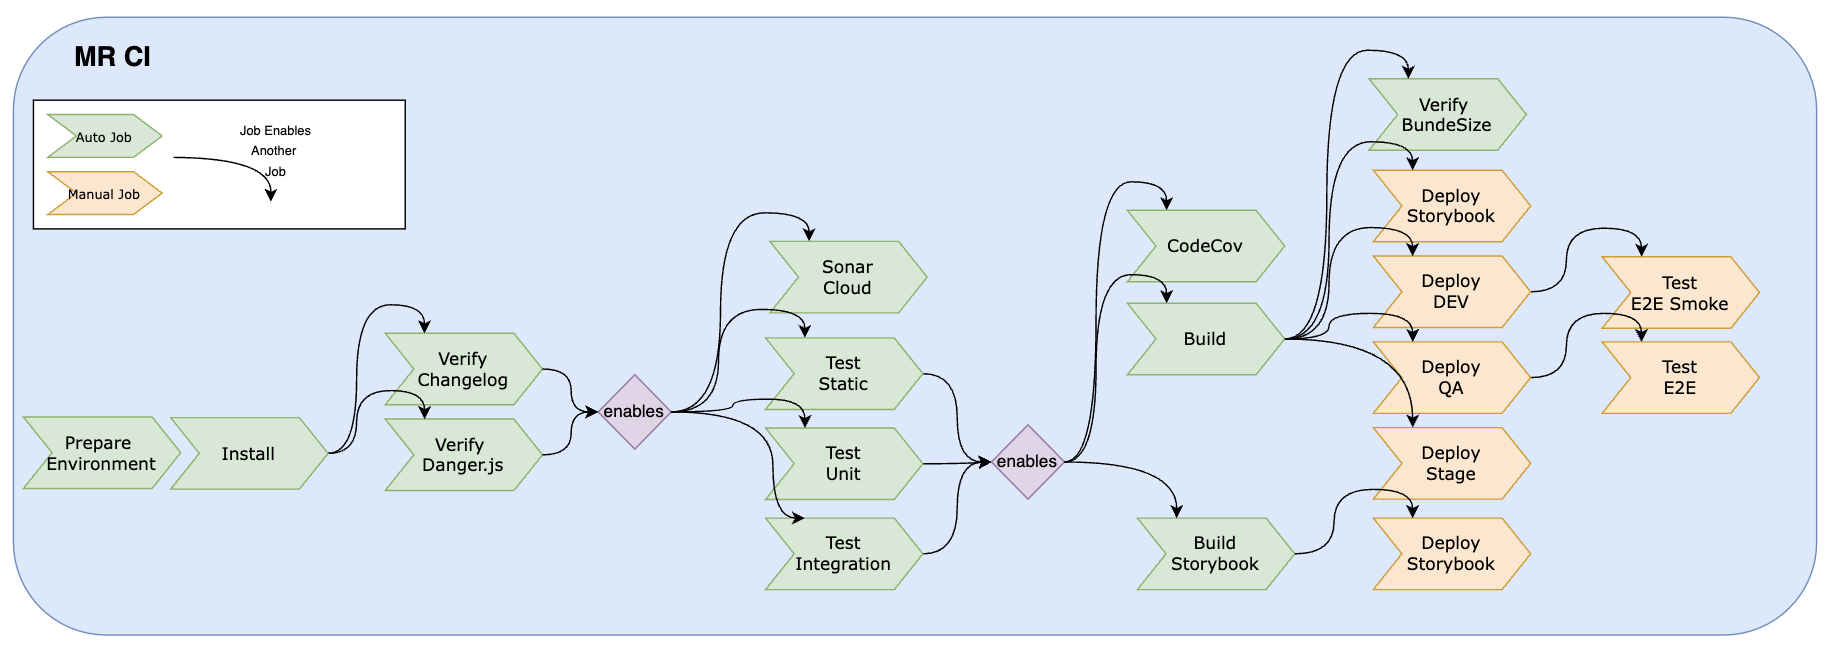 MR CI
Auto Job
Manual Job
Job Enables
Another
Job
Prepare
Environment
Install
Verify
Changelog
Verify
Danger.js
enables
Sonar
Cloud
Test
Static
Test
Unit
Test
Integration
enables
CodeCov
Build
Build
Storybook
Verify
BundeSize
Deploy
Storybook
Deploy
DEV
Deploy
QA
Deploy
Stage
Deploy
Storybook
Test
E2E Smoke
Test
E2E